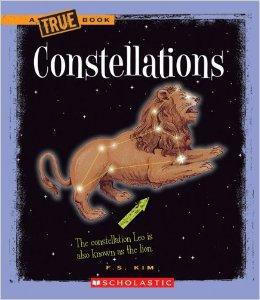 A TRUE BOOK
Constellations
The constellation Leo is
also known as the lion.
F. S. KIM
SCHOLASTIC